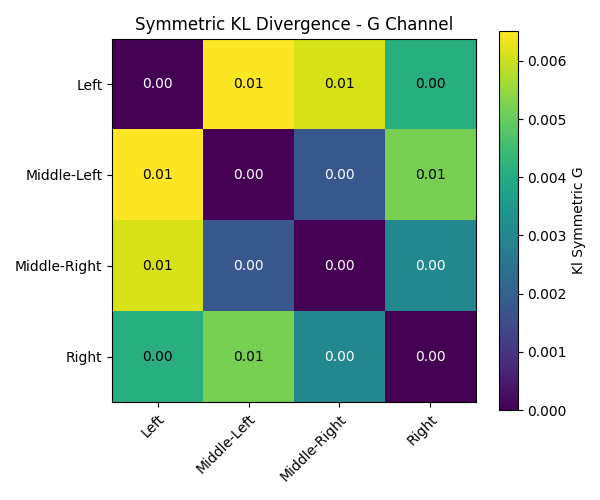 Symmetric KL Divergence - G Channel
Left 0.00 0.01 0.01 0.00
Middle-Left 0.01 0.00 0.00 0.01
Middle-Right 0.01 0.00 0.00 0.00
Right 0.00 0.01 0.00 0.00
Left Middle-Left Middle-Right Right
0.006
0.005
0.004
0.003
0.002
0.001
0.000
Kl Symmetric G